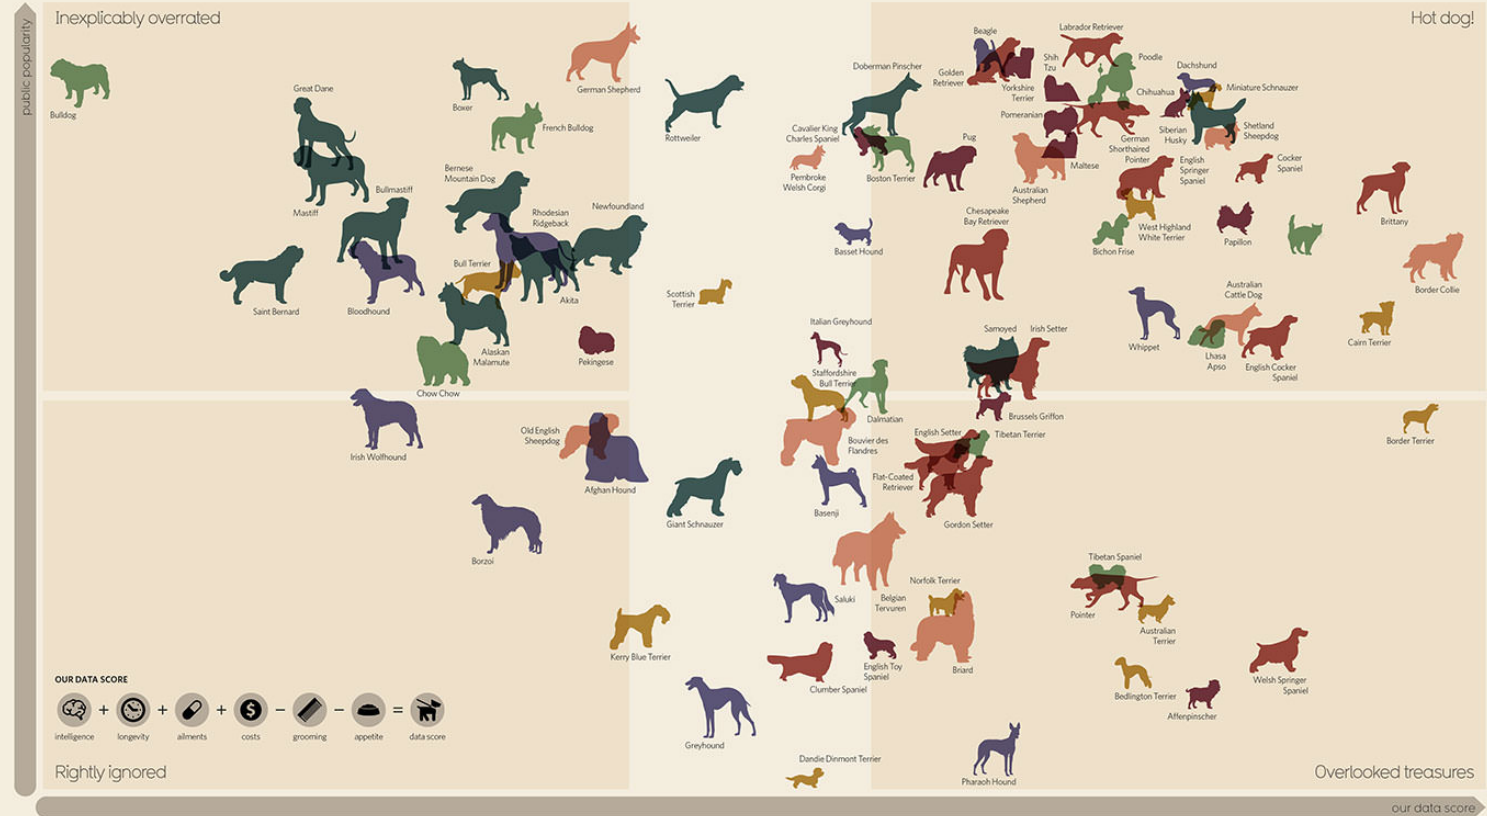 Inexplicably overrated
Hot dog!
public popularity
Bulldog
Great Dane
Boxer
German Shepherd
French Bulldog
Mastiff
Bullmastiff
Bernese
Mountain Dog
Rhodesian
Ridgeback
Newfoundland
Saint Bernard
Bloodhound
Bull Terrier
Akita
Alaskan
Malamute
Pekingese
Chow Chow
Rottweiler
Doberman Pinscher
Cavalier King
Charles Spaniel
Pembroke
Welsh Corgi
Boston Terrier
Pug
Basset Hound
Scottish
Terrier
Italian Greyhound
Staffordshire
Bull Terrier
Dalmatian
Beagle
Golden
Retriever
Yorkshire
Terrier
Labrador Retriever
Shih
Tzu
Poodle
Pomeranian
Chihuahua
Dachshund
Miniature Schnauzer
Siberian
Husky
Shetland
Sheepdog
German
Shorthaired
Pointer
Maltese
Australian
Shepherd
English
Springer
Spaniel
Cocker
Spaniel
Brittany
Chesapeake
Bay Retriever
West Highland
White Terrier
Bichon Frise
Papillon
Border Collie
Whippet
Australian
Cattle Dog
Lhasa
Apso
English Cocker
Spaniel
Cairn Terrier
Samoyed
Irish Setter
Brussels Griffon
Irish Wolfhound
Old English
Sheepdog
Afghan Hound
Borzoi
Giant Schnauzer
Bouvier des
Flandres
Basenji
English Setter
Tibetan Terrier
Flat-Coated
Retriever
Gordon Setter
Border Terrier
Saluki
Belgian
Tervuren
Norfolk Terrier
Briard
Kerry Blue Terrier
Clumber Spaniel
English Toy
Spaniel
Greyhound
Dandie Dinmont Terrier
Pharaoh Hound
Tibetan Spaniel
Pointer
Australian
Terrier
Bedlington Terrier
Affenpinscher
Welsh Springer
Spaniel
OUR DATA SCORE
+ + + − − =
intelligence longevity ailments costs grooming appetite data score
Rightly ignored
Overlooked treasures
our data score